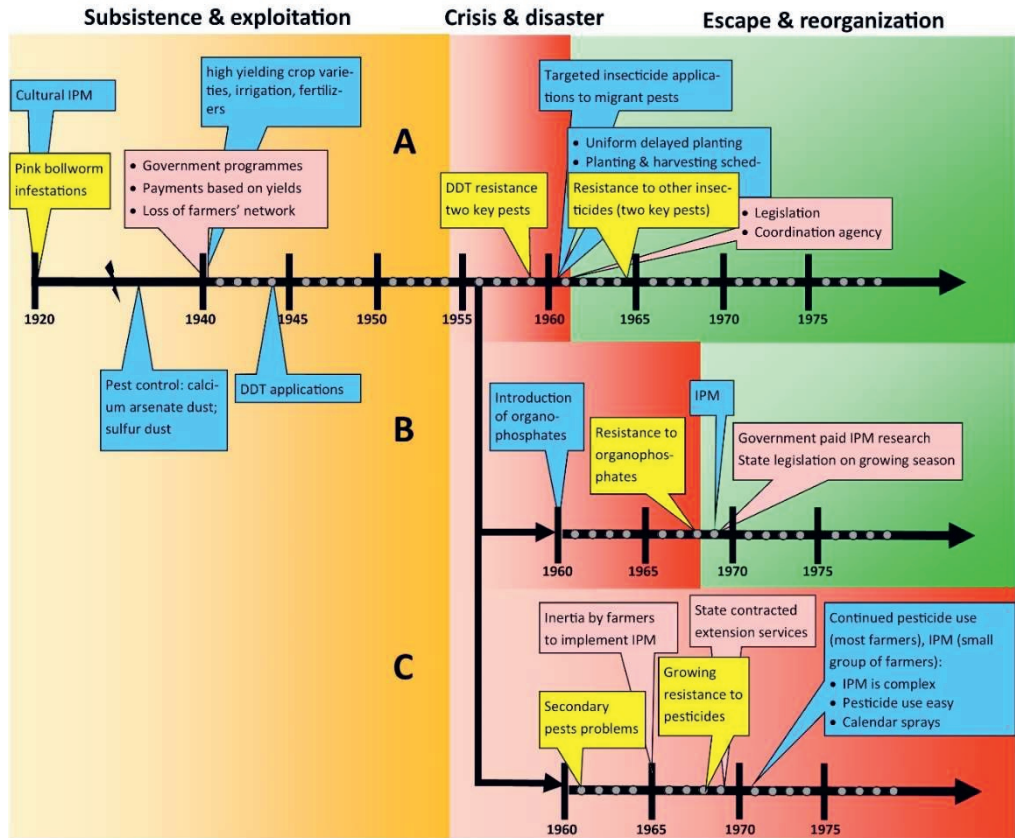 Subsistence & exploitation
Crisis & disaster
Escape & reorganization
Cultural IPM
high yielding crop varie-
ties, irrigation, fertiliz-
ers
Targeted insecticide applica-
tions to migrant pests
A
Uniform delayed planting
Planting & harvesting sched-
Pink bollworm
infestations
• Government programmes
• Payments based on yields
• Loss of farmers' network
DDT resistance
two key pests
Resistance to other insec-
ticides (two key pests)
• Legislation
• Coordination agency
1920
1940
1945
1950
1955
1960
1965
1970
1975
Pest control: calci-
um arsenate dust;
sulfur dust
DDT applications
B
Introduction
of organo-
phosphates
Resistance to
organophos-
phates
IPM
Government paid IPM research
State legislation on growing season
1960
1965
1970
1975
C
Inertia by farmers
to implement IPM
State contracted
extension services
Continued pesticide use
(most farmers), IPM (small
group of farmers):
• IPM is complex
• Pesticide use easy
• Calendar sprays
Secondary
pests problems
Growing
resistance to
pesticides
1960
1965
1970
1975